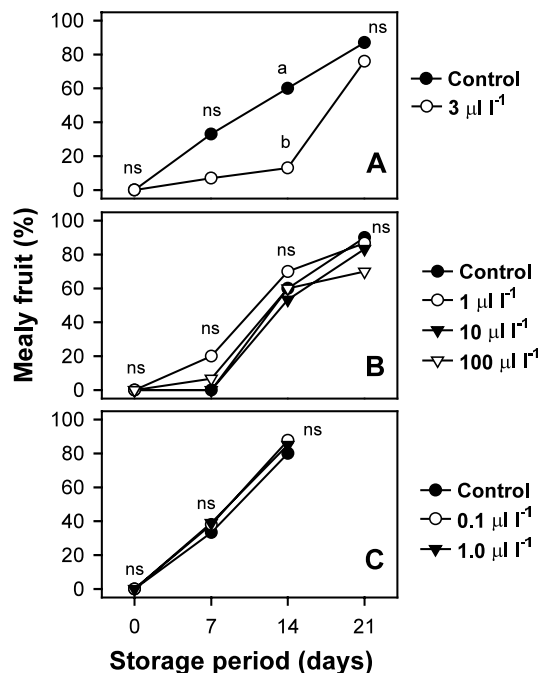 Mealy fruit (%)
100
80
60
40
20
0
ns
ns
a
b
ns
A
Control
3 µl l⁻¹
100
80
60
40
20
0
ns
ns
ns
ns
B
Control
1 µl l⁻¹
10 µl l⁻¹
100 µl l⁻¹
100
80
60
40
20
0
ns
ns
ns
C
Control
0.1 µl l⁻¹
1.0 µl l⁻¹
0 7 14 21
Storage period (days)